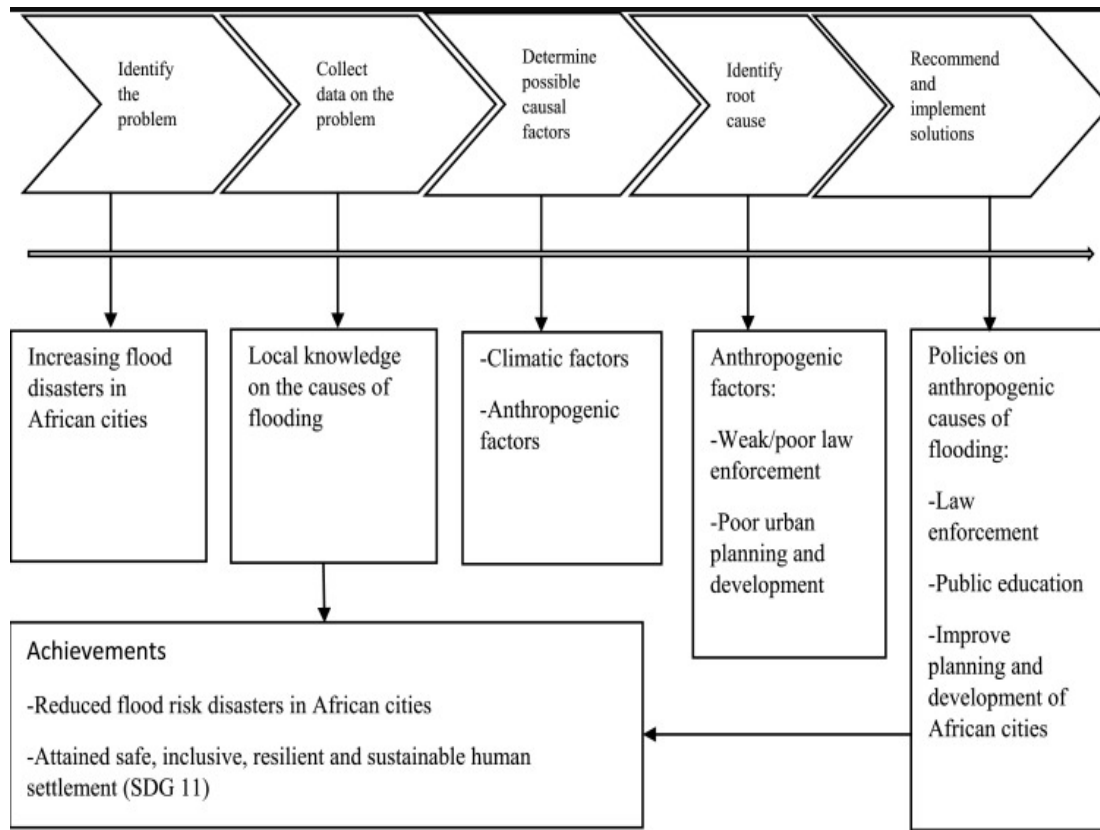 Identify
the
problem
Collect
data on the
problem
Determine
possible
causal
factors
Identify
root
cause
Recommend
and
implement
solutions
Increasing flood
disasters in
African cities
Local knowledge
on the causes of
flooding
-Climatic factors
-Anthropogenic
factors
Anthropogenic
factors:
-Weak/poor law
enforcement
-Poor urban
planning and
development
Policies on
anthropogenic
causes of
flooding:
-Law
enforcement
-Public education
-Improve
planning and
development of
African cities
Achievements
-Reduced flood risk disasters in African cities
-Attained safe, inclusive, resilient and sustainable human
settlement (SDG 11)